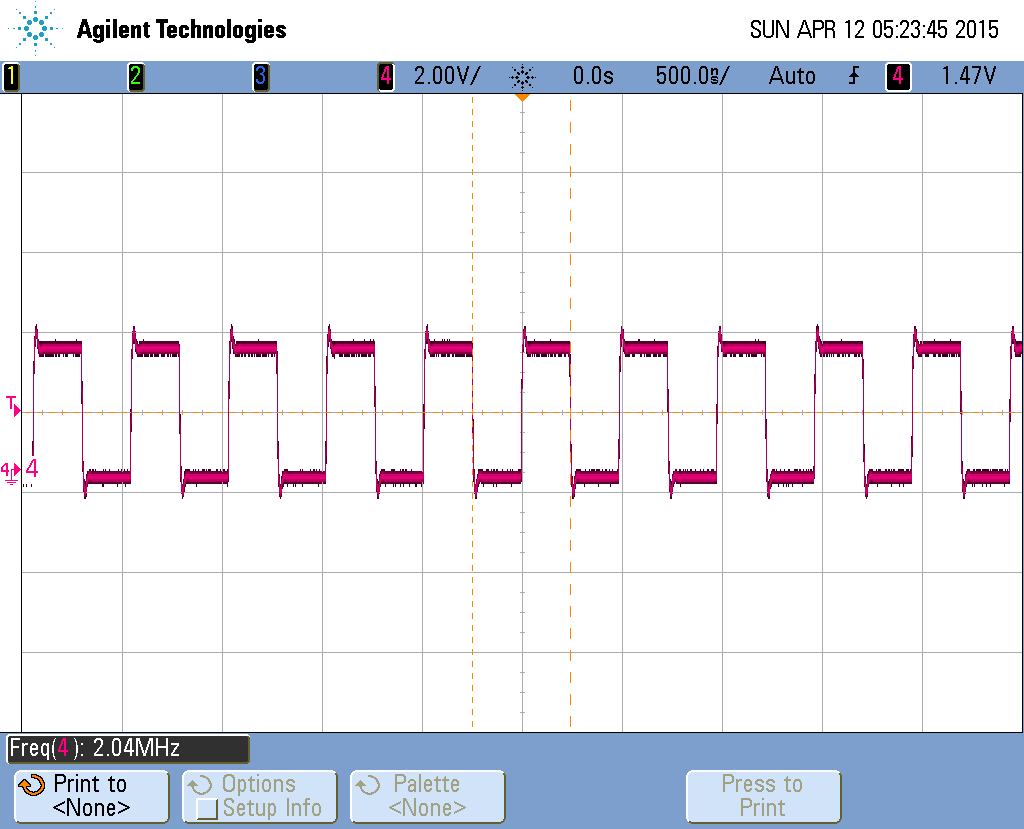 Agilent Technologies SUN APR 12 05:23:45 2015
1 2 3 4 2.00V/ 0.0s 500.0ns/ Auto 4 1.47V
T
4 4
Freq(4): 2.04MHz
Print to Options Palette Press to
<None> Setup Info <None> Print